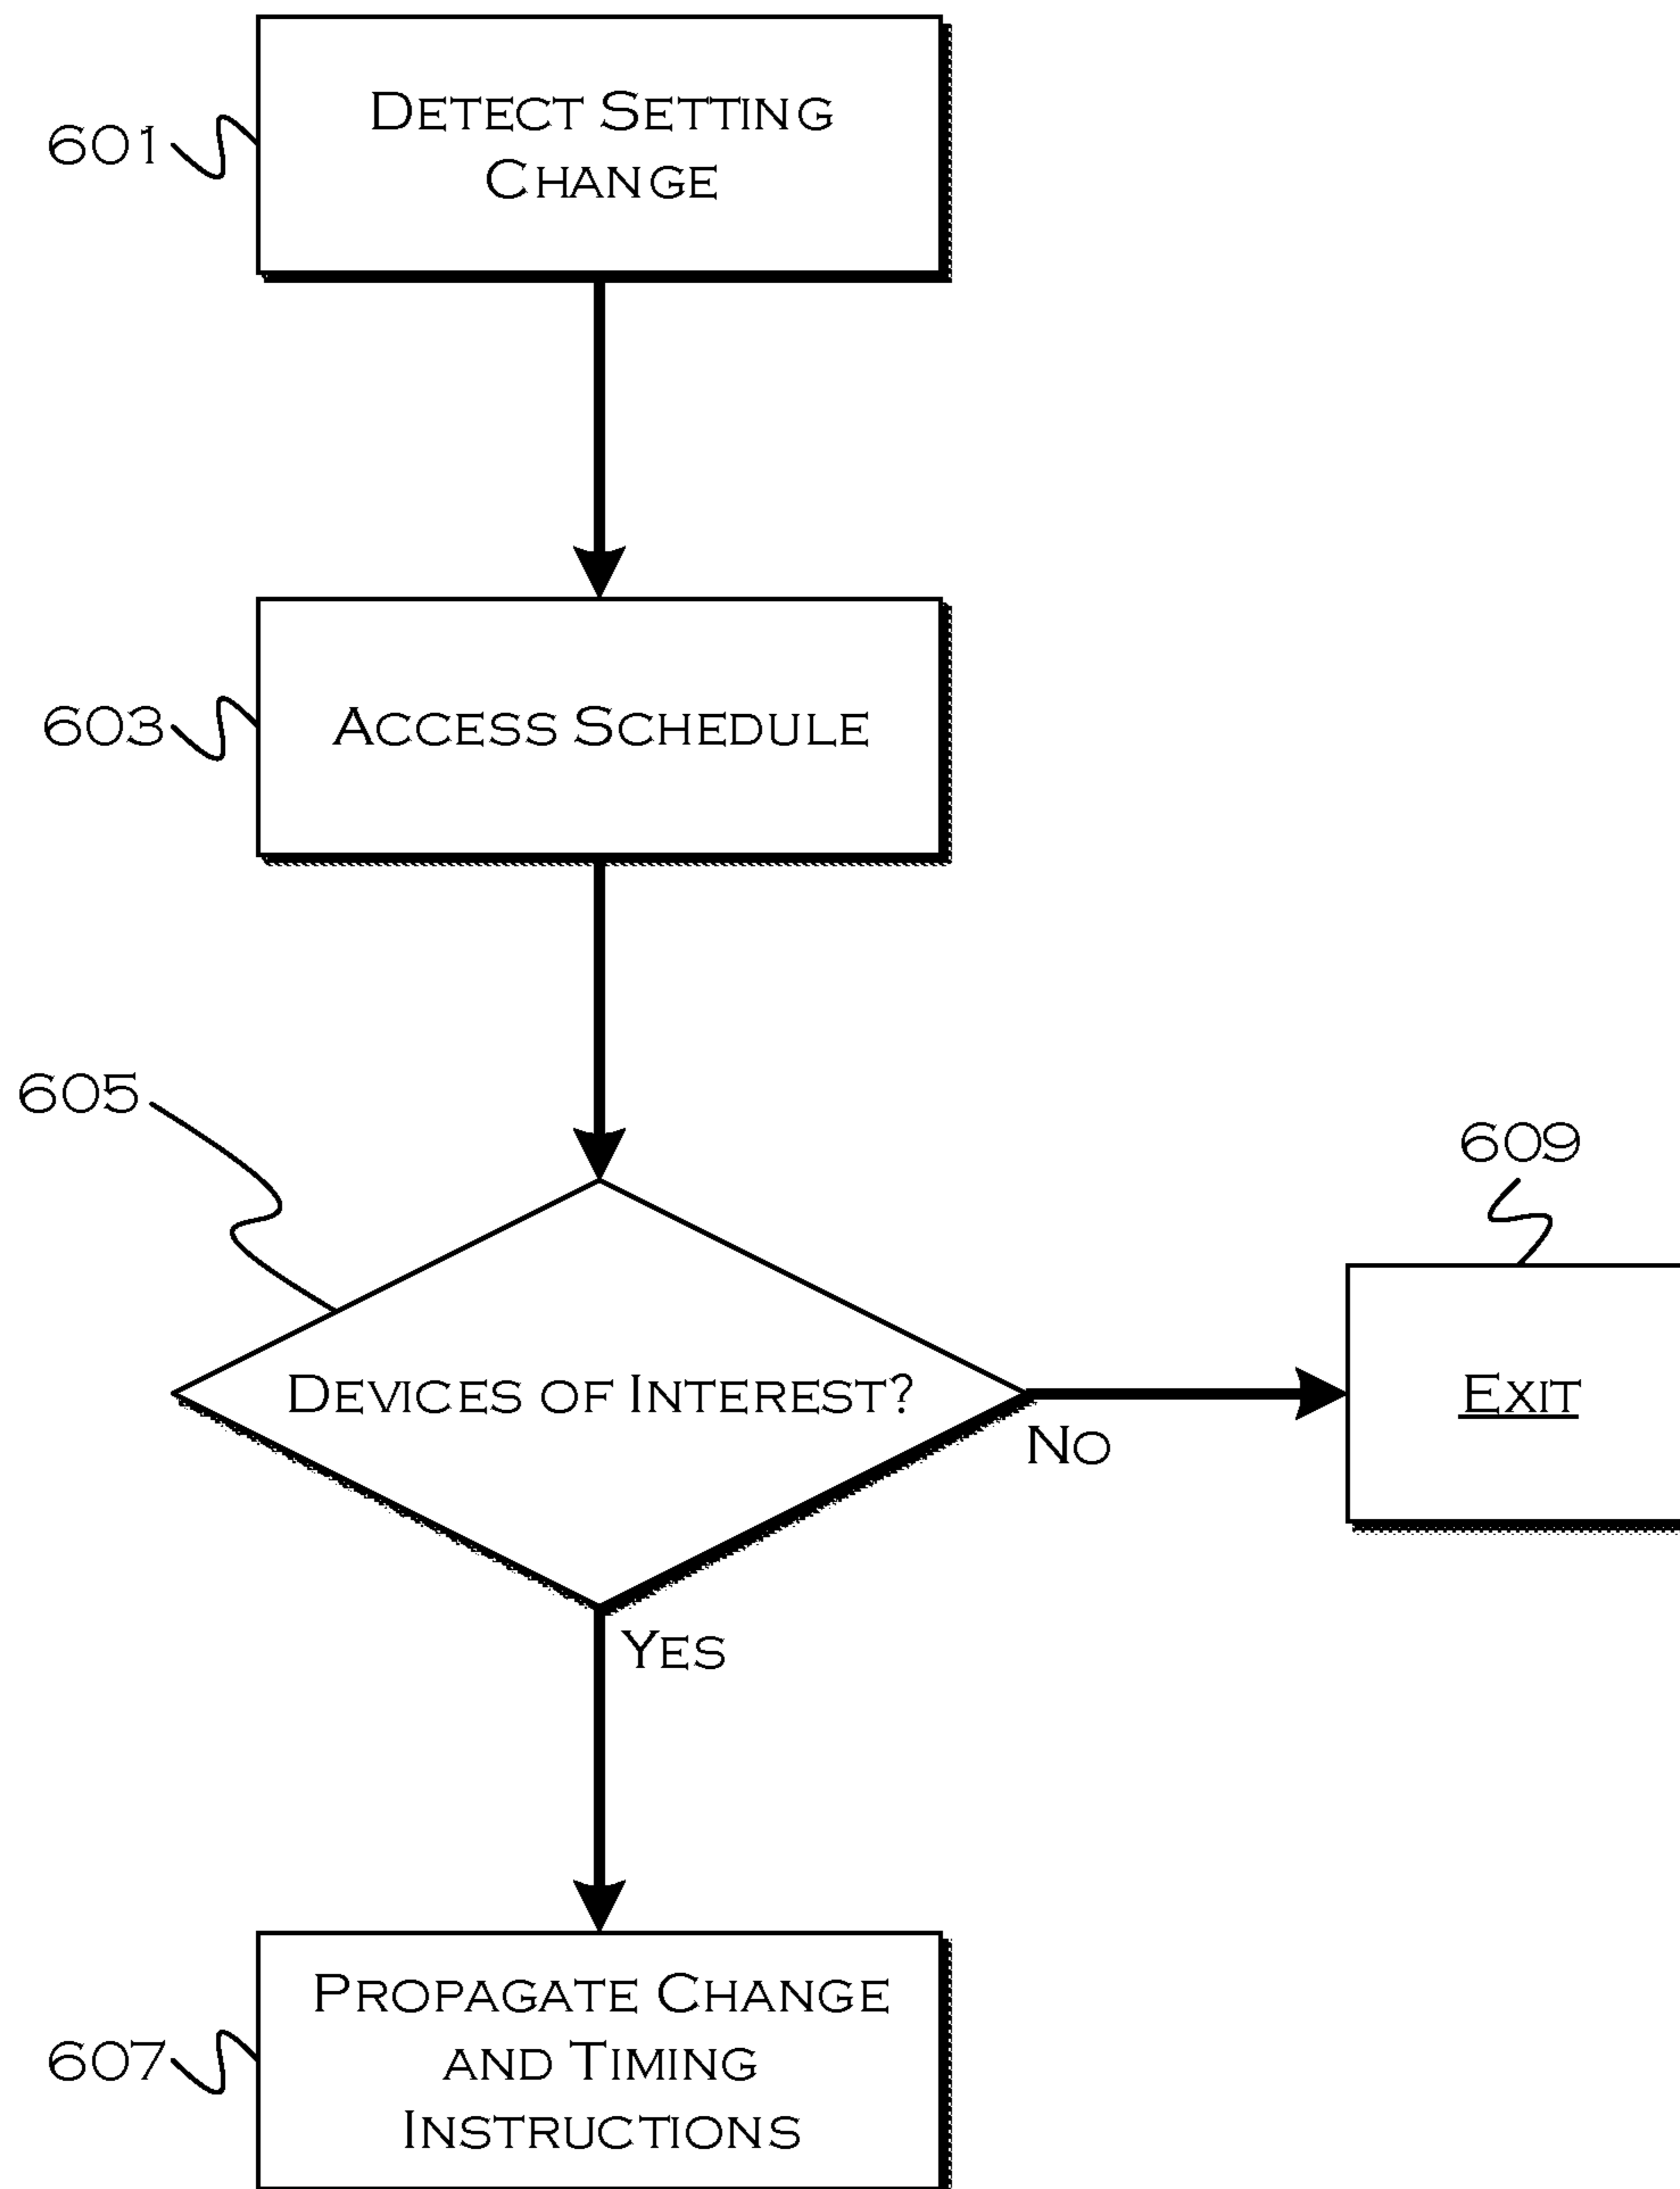 601
DETECT SETTING
CHANGE
603
ACCESS SCHEDULE
605
609
DEVICES OF INTEREST?
NO
EXIT
YES
607
PROPAGATE CHANGE
AND TIMING
INSTRUCTIONS